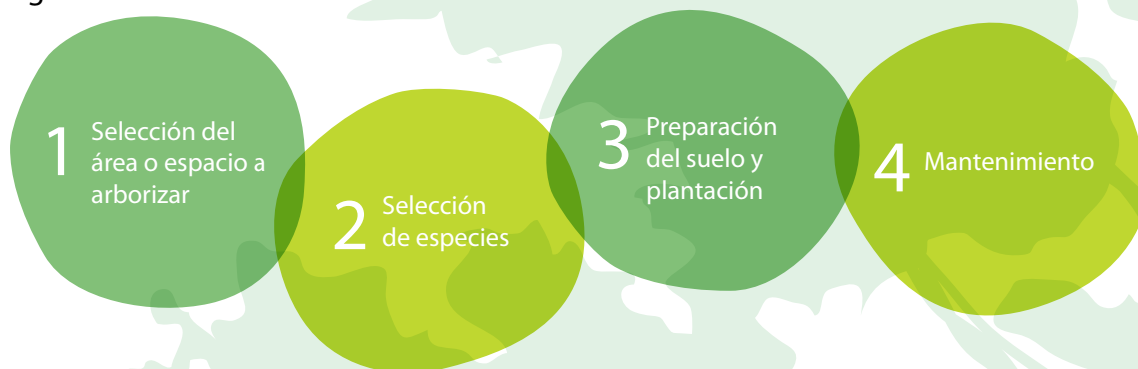 1
Selección del
área o espacio a
arborizar
2
Selección
de especies
3
Preparación
del suelo y
plantación
4
Mantenimiento